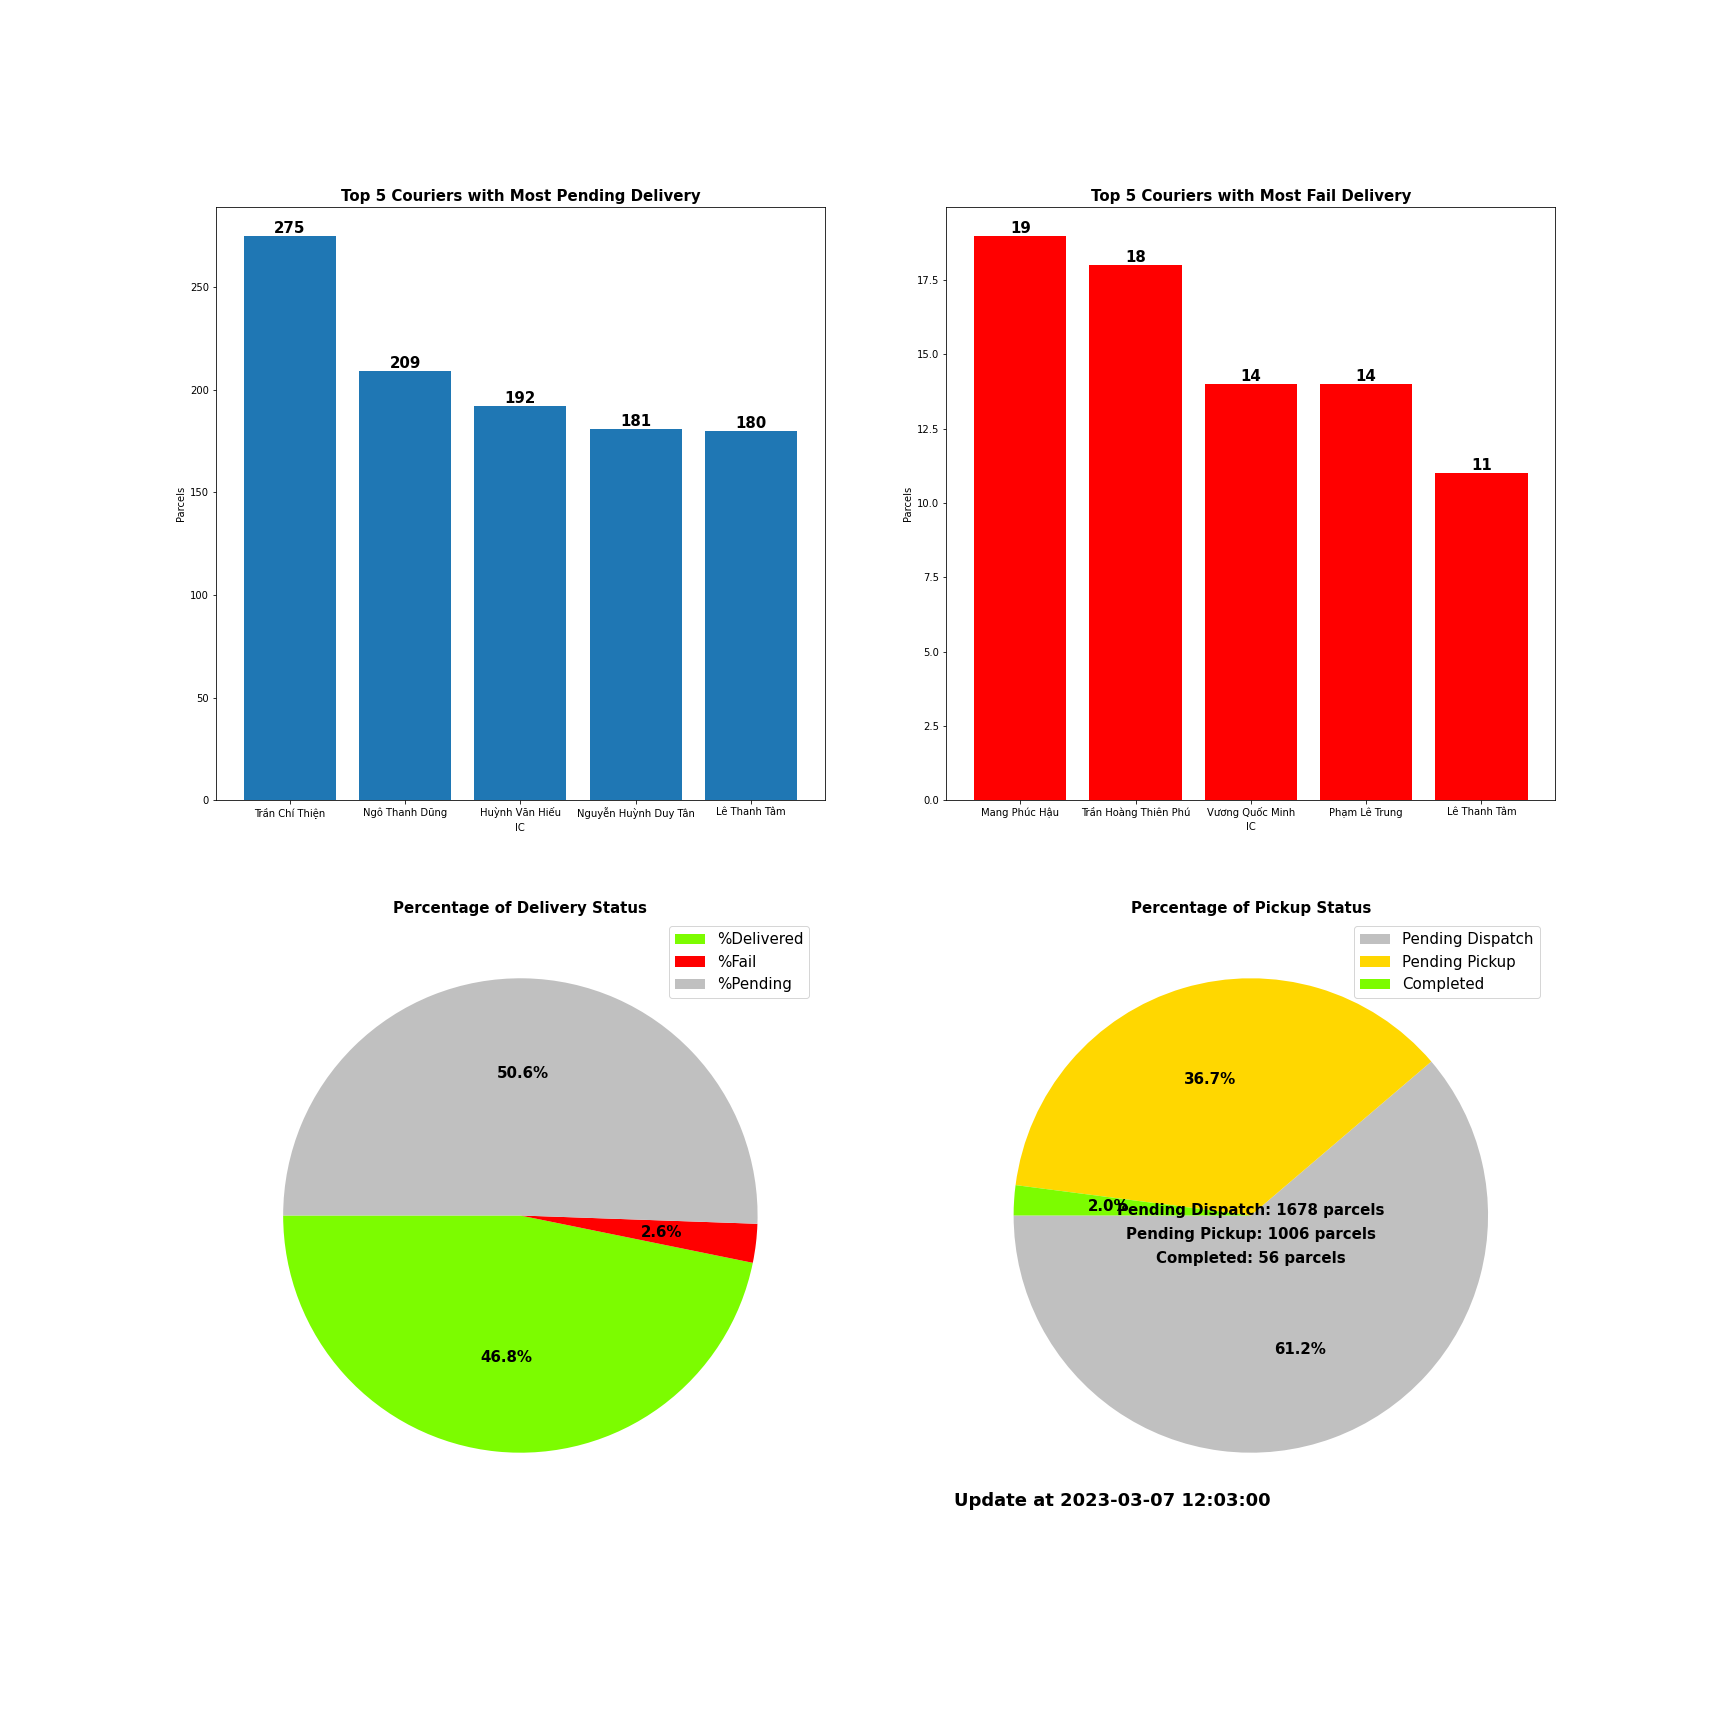 Top 5 Couriers with Most Pending Delivery
275
209
192
181
180
250
200
150
100
50
0
Parcels
Trần Chí Thiện
Ngô Thanh Dũng
Huỳnh Văn Hiếu
Nguyễn Huỳnh Duy Tân
Lê Thanh Tâm
IC
Top 5 Couriers with Most Fail Delivery
19
18
14
14
11
17.5
15.0
12.5
10.0
7.5
5.0
2.5
0.0
Parcels
Mang Phúc Hậu
Trần Hoàng Thiên Phú
Vương Quốc Minh
Phạm Lê Trung
Lê Thanh Tâm
IC
Percentage of Delivery Status
%Delivered
%Fail
%Pending
50.6%
2.6%
46.8%
Percentage of Pickup Status
Pending Dispatch
Pending Pickup
Completed
36.7%
2.0%
Pending Dispatch: 1678 parcels
Pending Pickup: 1006 parcels
Completed: 56 parcels
61.2%
Update at 2023-03-07 12:03:00